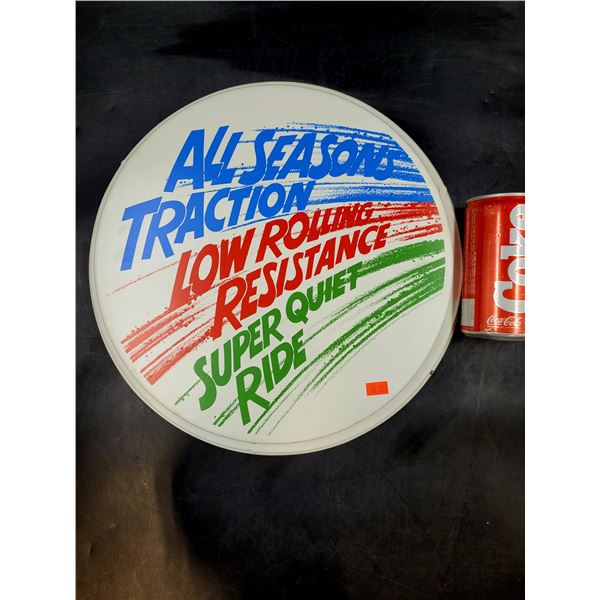 ALL SEASONS
TRACTION
LOW ROLLING
RESISTANCE
SUPER QUIET
RIDE
Coke
Coca-Cola